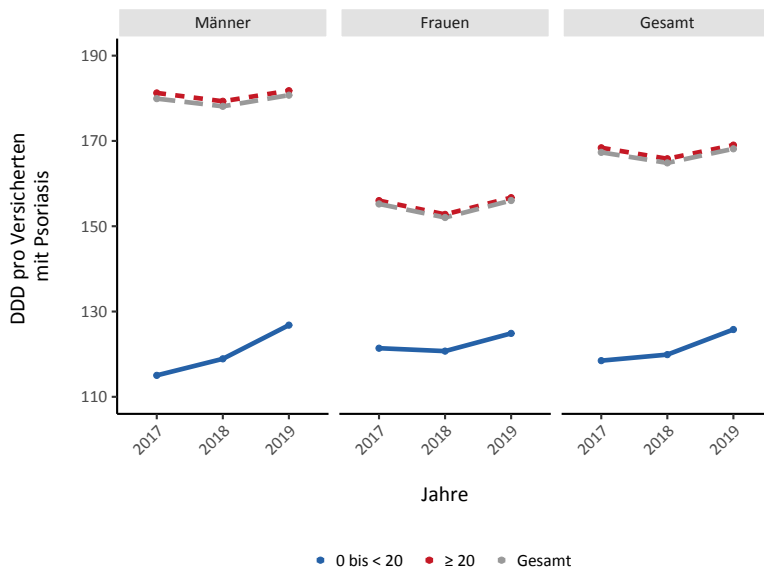 Männer
Frauen
Gesamt
DDD pro Versicherten
mit Psoriasis
190
170
150
130
110
2017
2018
2019
2017
2018
2019
2017
2018
2019
Jahre
0 bis < 20
≥ 20
Gesamt